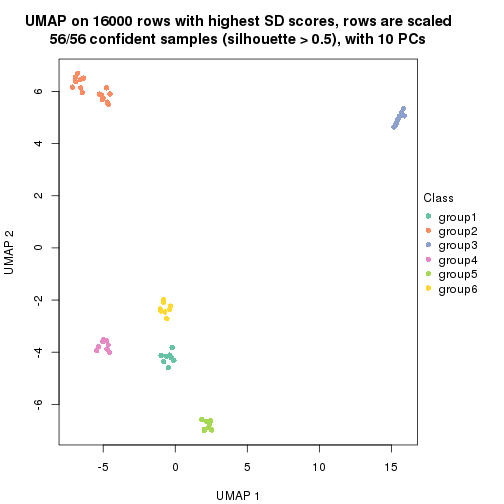 UMAP on 16000 rows with highest SD scores, rows are scaled
56/56 confident samples (silhouette > 0.5), with 10 PCs
6
4
2
0
-2
-4
-6
UMAP 2
-5
0
5
10
15
UMAP 1
Class
group1
group2
group3
group4
group5
group6